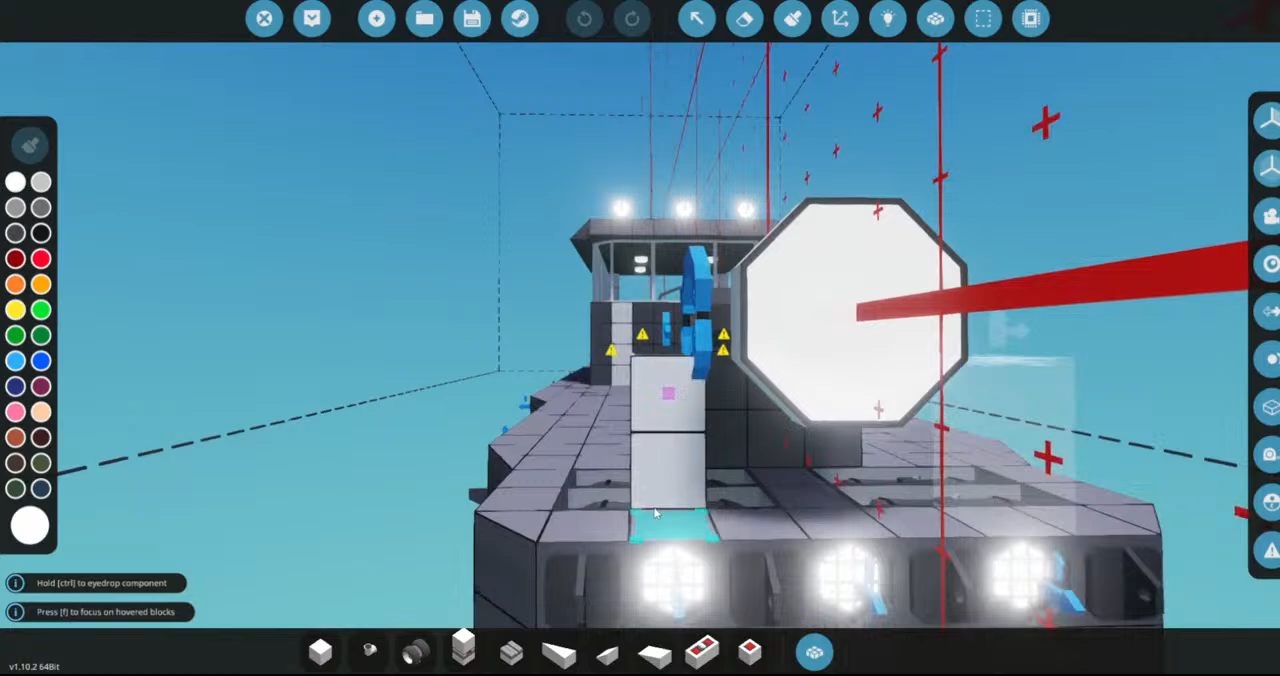 Hold [ctrl] to eyedrop component
Press [f] to focus on hovered blocks
v1.10.2 64Bit